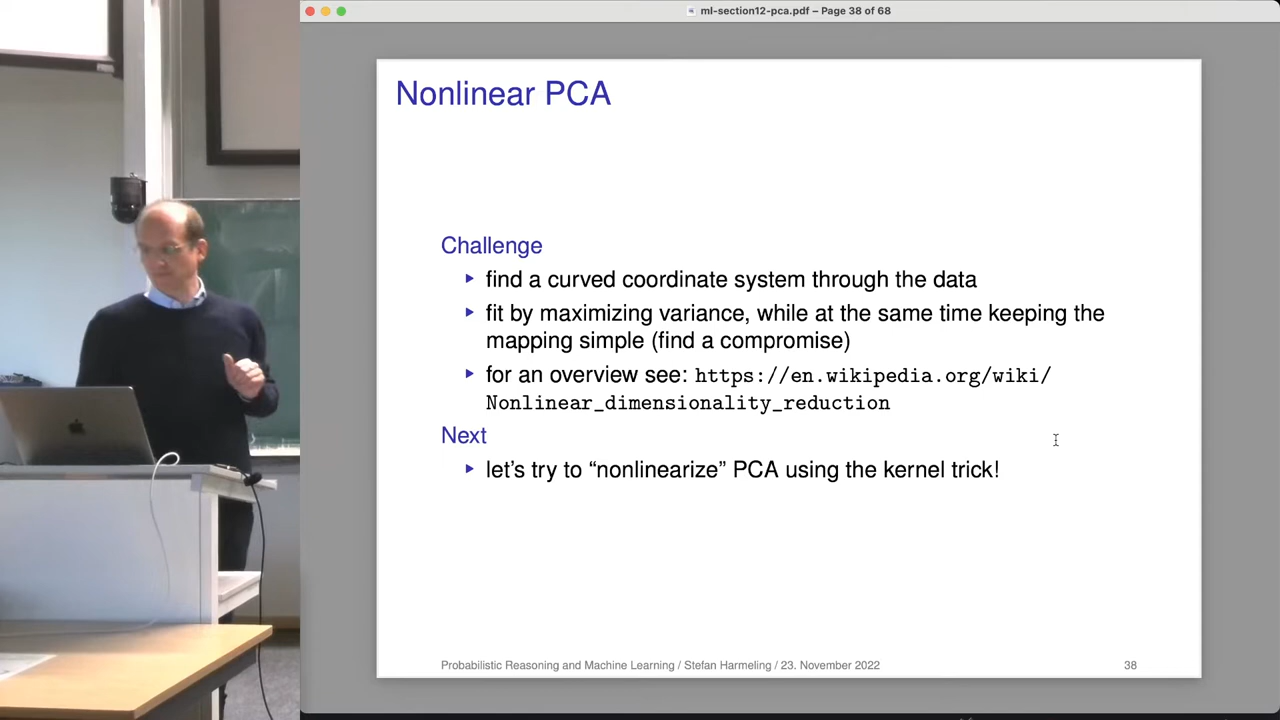 ml-section12-pca.pdf – Page 38 of 68
Nonlinear PCA
Challenge
find a curved coordinate system through the data
fit by maximizing variance, while at the same time keeping the
mapping simple (find a compromise)
for an overview see: https://en.wikipedia.org/wiki/
Nonlinear_dimensionality_reduction
Next
let's try to “nonlinearize” PCA using the kernel trick!
Probabilistic Reasoning and Machine Learning / Stefan Harmeling / 23. November 2022
38